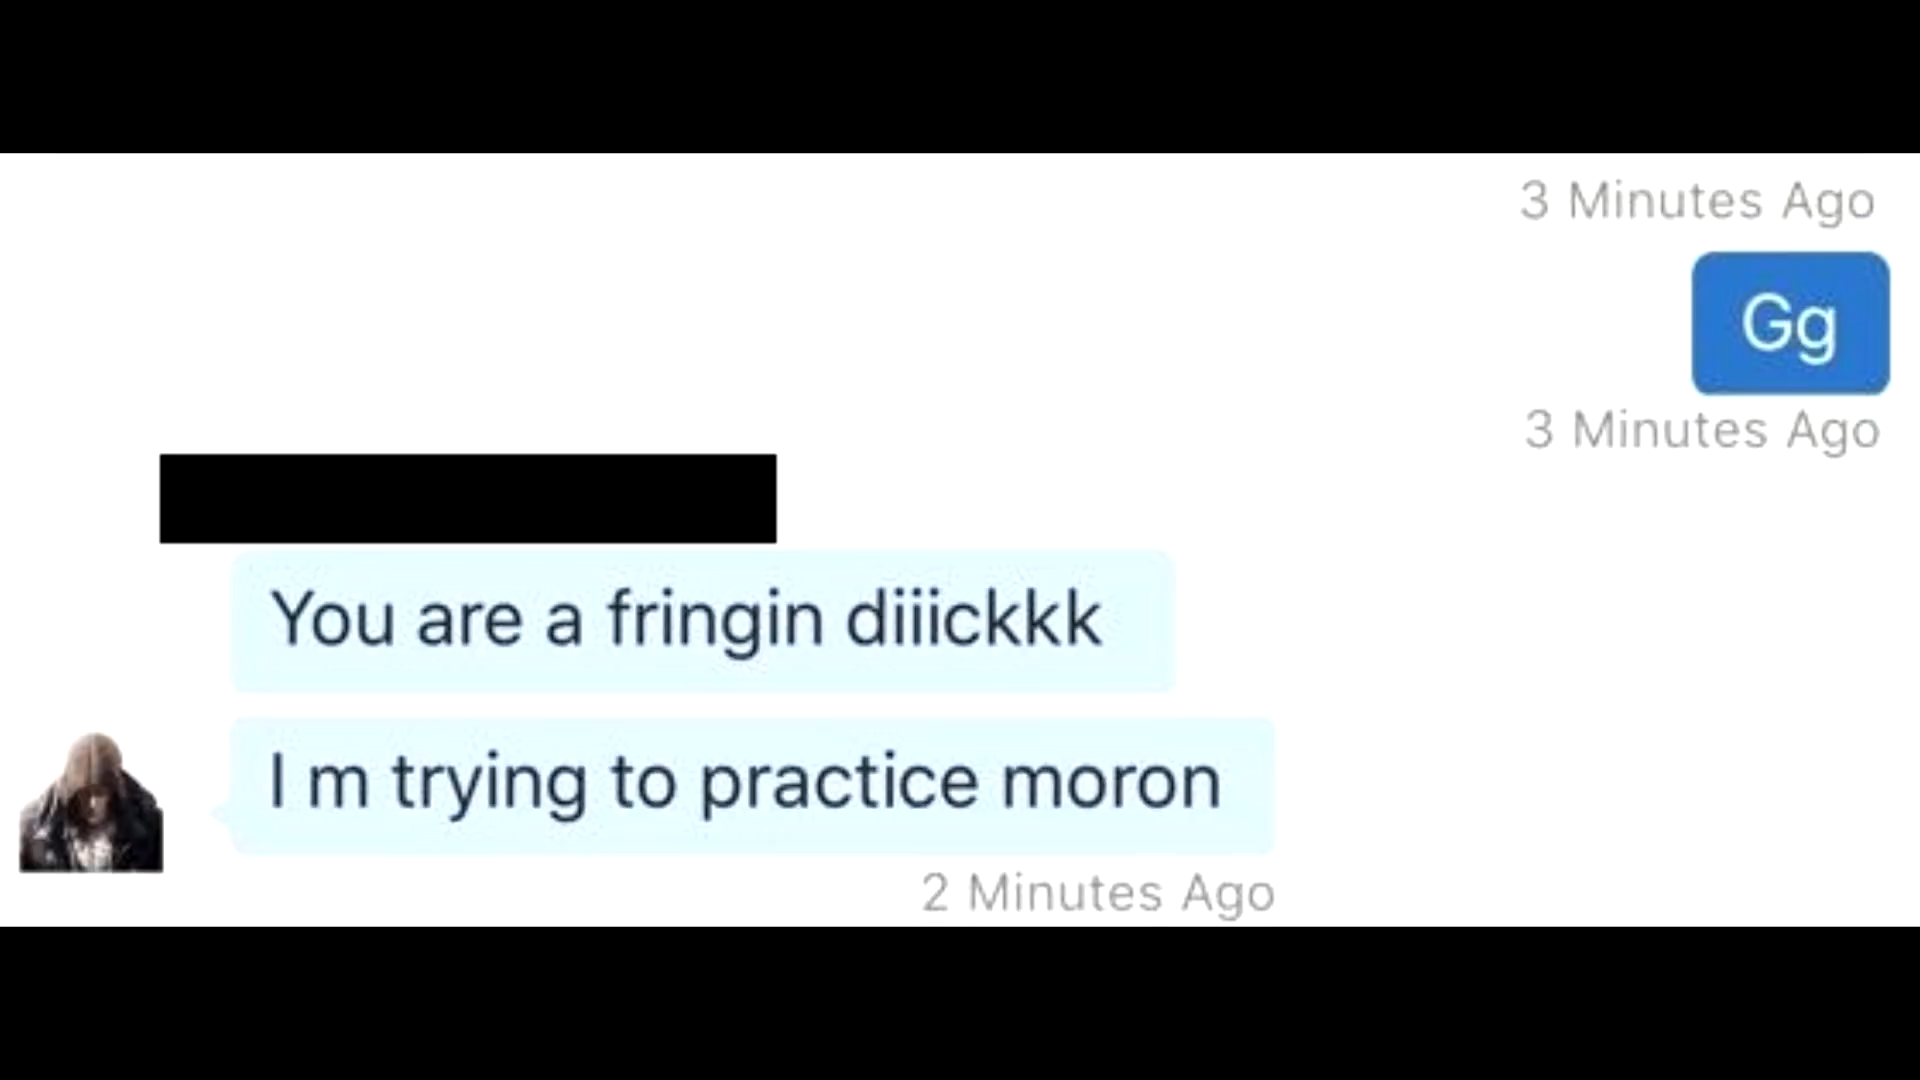 3 Minutes Ago
Gg
3 Minutes Ago
You are a fringin diiickkk
I m trying to practice moron
2 Minutes Ago